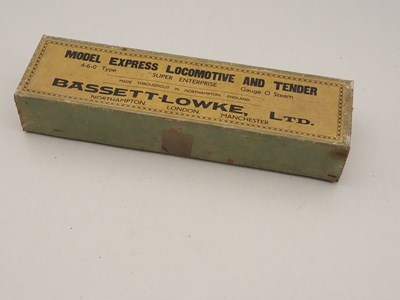 MODEL EXPRESS LOCOMOTIVE AND TENDER
4-6-0 Type SUPER ENTERPRISE Gauge O Steam
MADE THROUGHOUT IN NORTHAMPTON, ENGLAND
BASSETT-LOWKE, LTD.
NORTHAMPTON LONDON. MANCHESTER